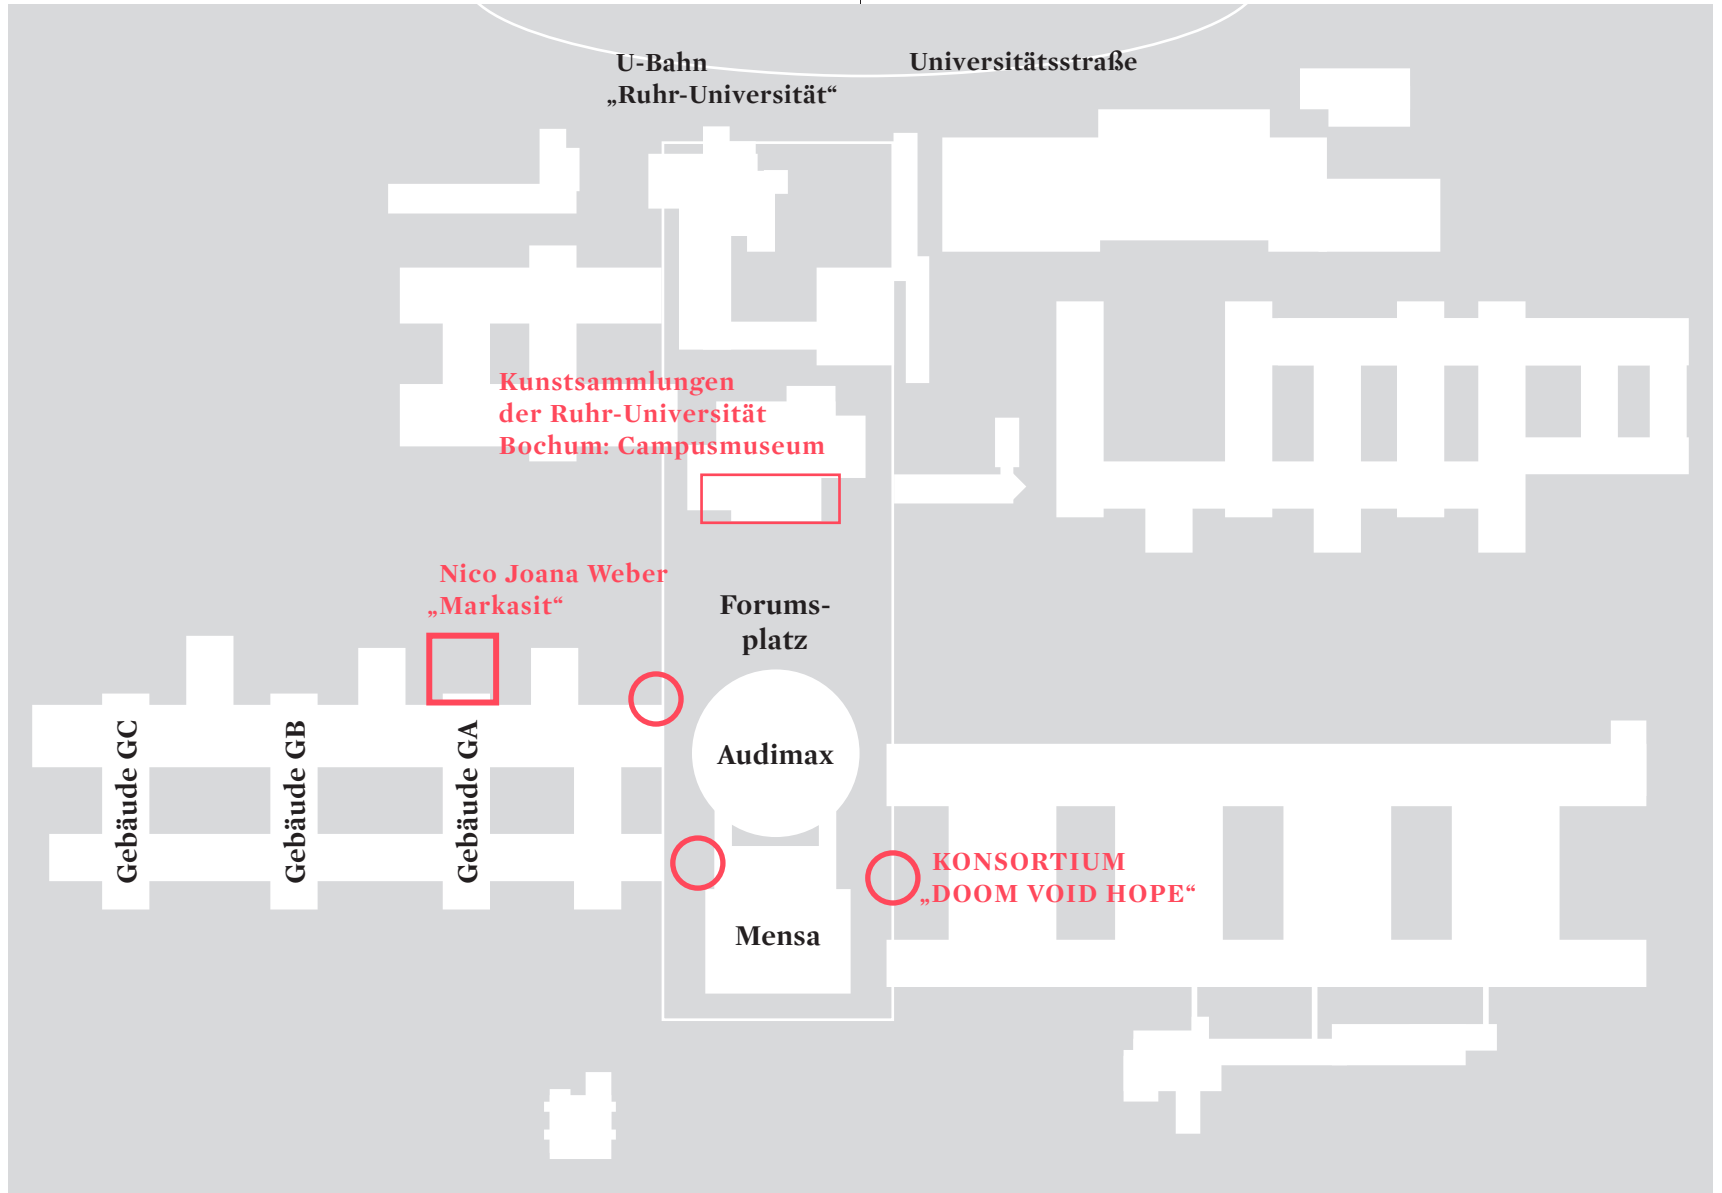 U-Bahn
„Ruhr-Universität“
Universitätsstraße
Kunstsammlungen
der Ruhr-Universität
Bochum: Campusmuseum
Nico Joana Weber
„Markasit“
Forums-
platz
Gebäude GC
Gebäude GB
Gebäude GA
Audimax
KONSORTIUM
„DOOM VOID HOPE“
Mensa